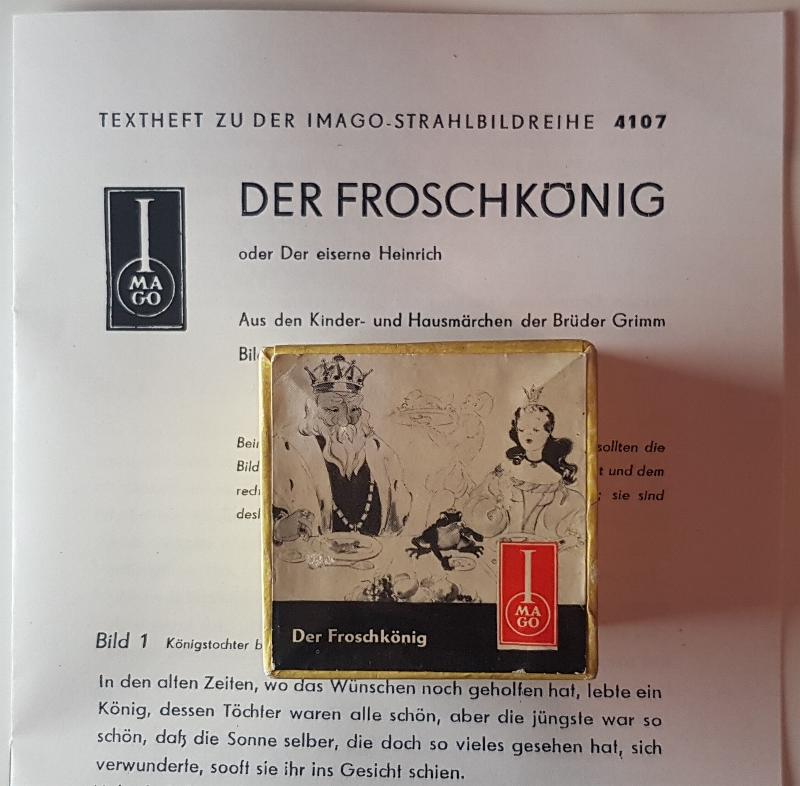 TEXTHEFT ZU DER IMAGO-STRAHLBILDREIHE 4107
I
MA
GO
DER FROSCHKÖNIG
oder Der eiserne Heinrich
Aus den Kinder- und Hausmärchen der Brüder Grimm
sollten die
Bild
und dem
sie sind
I
MA
GO
Der Froschkönig
Bild 1 Königstochter
In den alten Zeiten, wo das Wünschen noch geholfen hat, lebte ein
König, dessen Töchter waren alle schön, aber die jüngste war so
schön, daß die Sonne selber, die doch so vieles gesehen hat, sich
verwunderte, sooft sie ihr ins Gesicht schien.